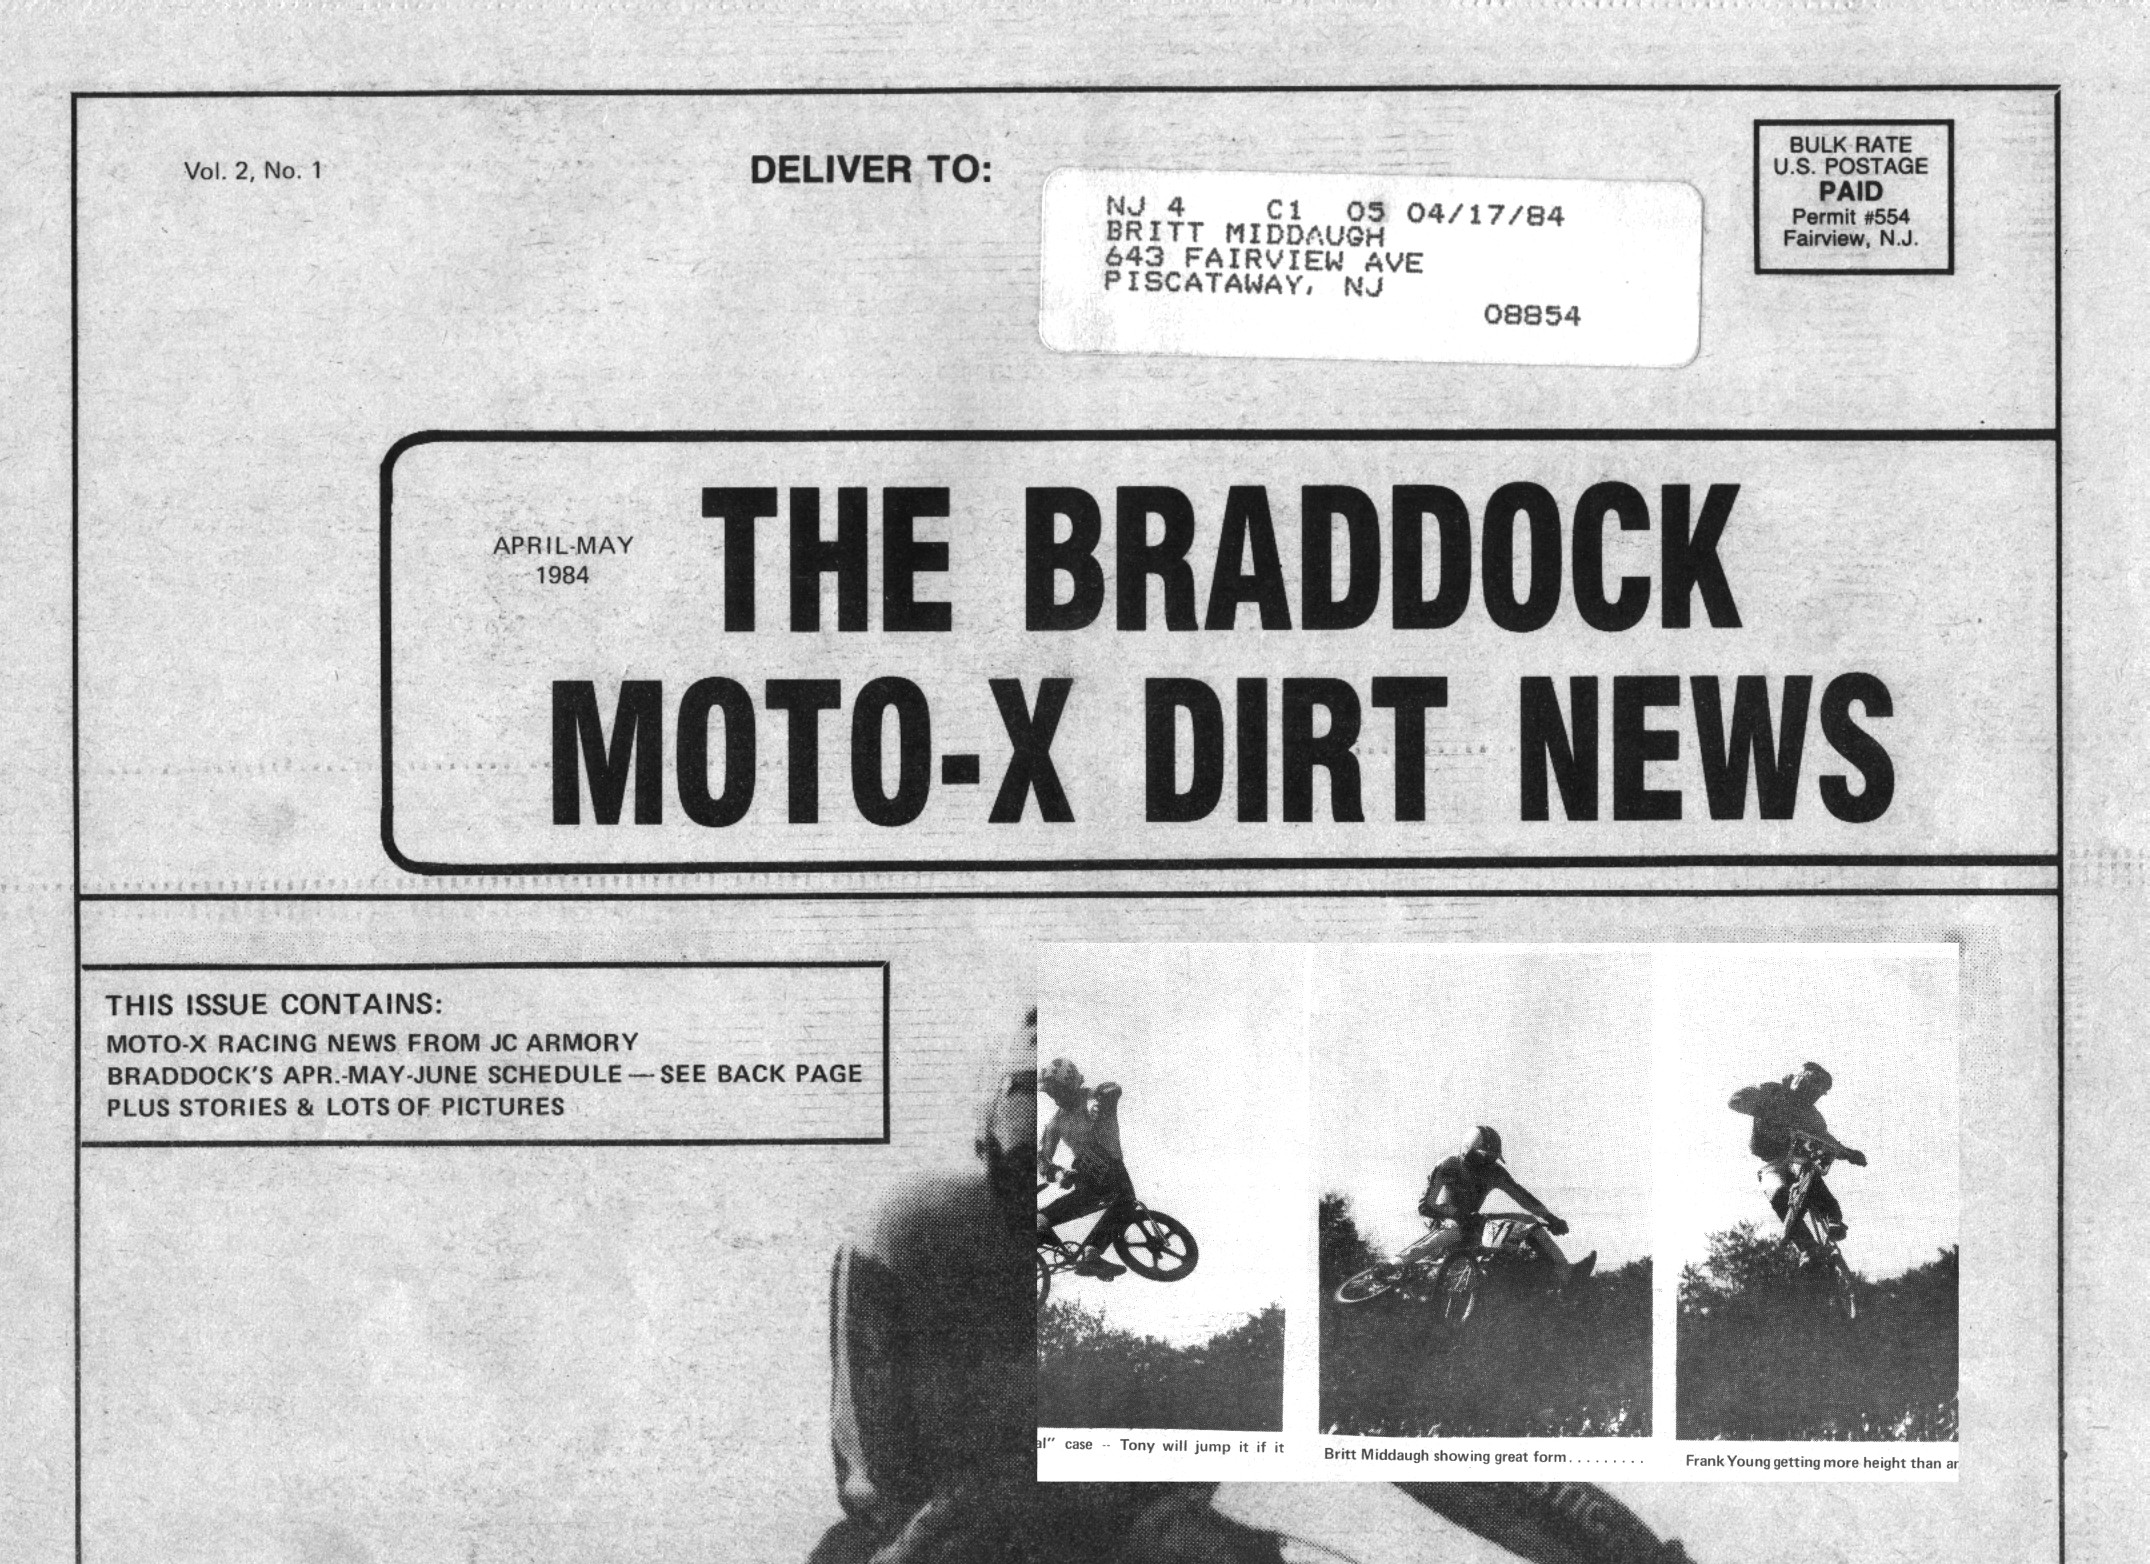 Vol. 2, No. 1
DELIVER TO:
NJ 4 C1 05 04/17/84
BRITT MIDDAUGH
643 FAIRVIEW AVE
PISCATAWAY, NJ
08854
BULK RATE
U.S. POSTAGE
PAID
Permit #554
Fairview, N.J.
APRIL-MAY
1984
THE BRADDOCK
MOTO-X DIRT NEWS
THIS ISSUE CONTAINS:
MOTO-X RACING NEWS FROM JC ARMORY
BRADDOCK'S APR.-MAY-JUNE SCHEDULE — SEE BACK PAGE
PLUS STORIES & LOTS OF PICTURES
al" case -- Tony will jump it if it
Britt Middaugh showing great form.........
Frank Young getting more height than an